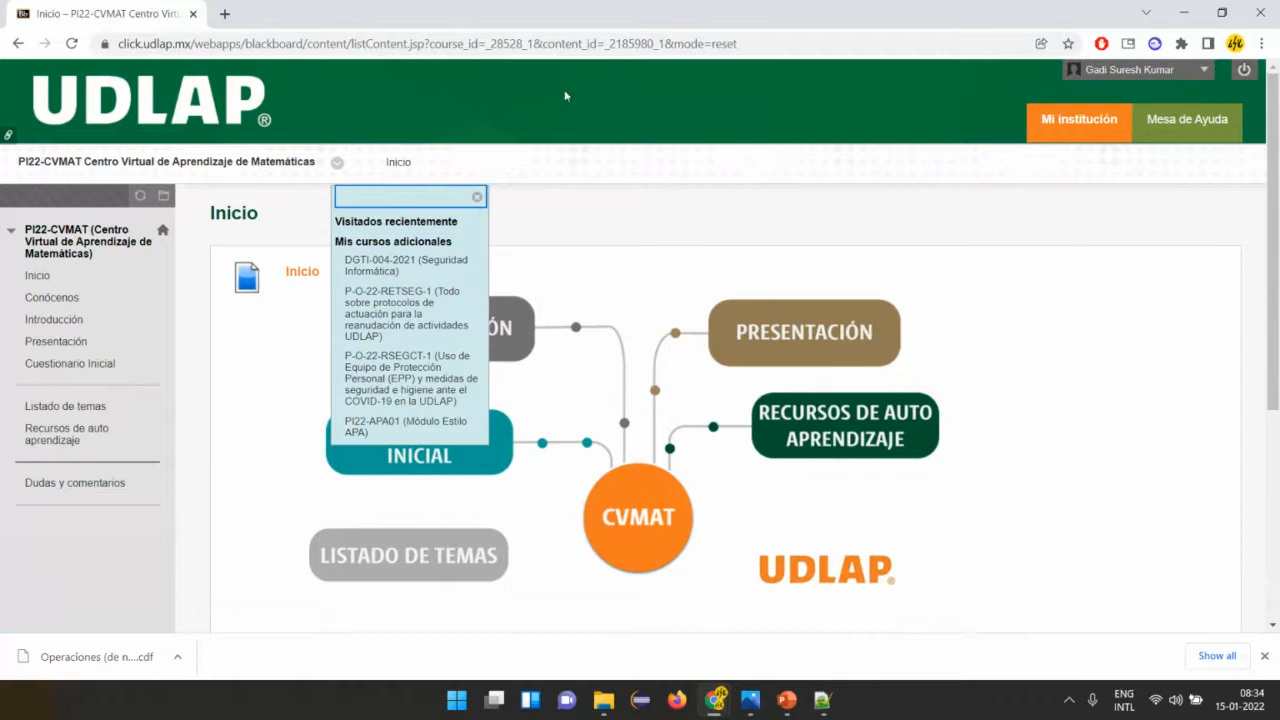 Inicio – PI22-CVMAT Centro Virt
click.udlap.mx/webapps/blackboard/content/listContent.jsp?course_id=_28528_1&content_id=_2185980_1&mode=reset
UDLAP®
Gadi Suresh Kumar
Mi institución
Mesa de Ayuda
PI22-CVMAT Centro Virtual de Aprendizaje de Matemáticas
Inicio
PI22-CVMAT (Centro
Virtual de Aprendizaje de
Matemáticas)
Inicio
Conócenos
Introducción
Presentación
Cuestionario Inicial
Listado de temas
Recursos de auto
aprendizaje
Dudas y comentarios
Inicio
Visitados recientemente
Mis cursos adicionales
DGTI-004-2021 (Seguridad
Informática)
P-O-22-RETSEG-1 (Todo
sobre protocolos de
actuación para la
reanudación de actividades
UDLAP)
P-O-22-RSEGCT-1 (Uso de
Equipo de Protección
Personal (EPP) y medidas de
seguridad e higiene ante el
COVID-19 en la UDLAP)
PI22-APA01 (Módulo Estilo
APA)
Inicio
ÓN
PRESENTACIÓN
RECURSOS DE AUTO
APRENDIZAJE
INICIAL
CVMAT
LISTADO DE TEMAS
UDLAP®
Operaciones (de n....cdf
Show all
ENG
INTL
08:34
15-01-2022